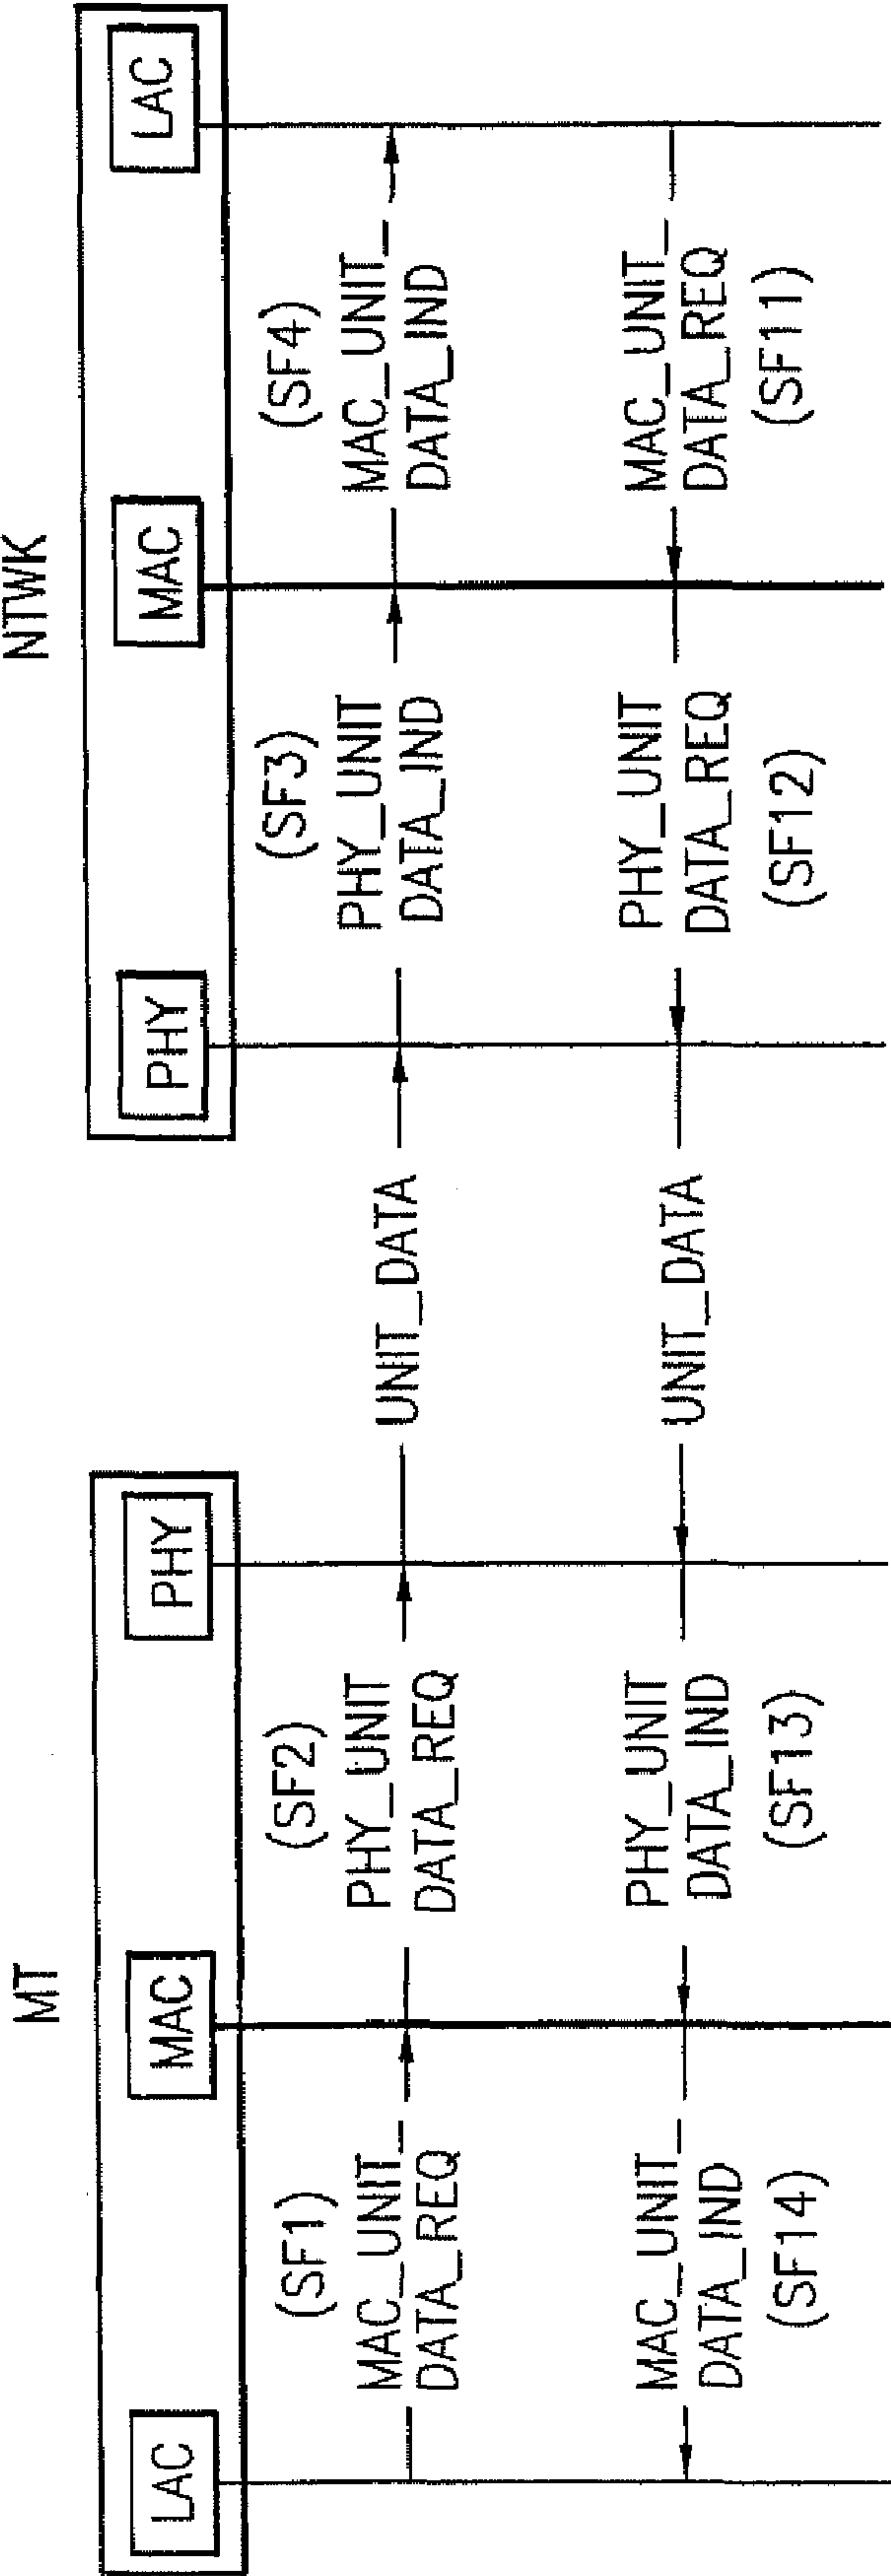 MT
NTWK
LAC
MAC
PHY
PHY
MAC
LAC
(SF1)
MAC_UNIT_
DATA_REQ
(SF2)
PHY_UNIT
DATA_REQ
UNIT_DATA
(SF3)
PHY_UNIT
DATA_IND
(SF4)
MAC_UNIT_
DATA_IND
MAC_UNIT_
DATA_IND
(SF14)
PHY_UNIT
DATA_IND
(SF13)
UNIT_DATA
PHY_UNIT
DATA_REQ
(SF12)
MAC_UNIT_
DATA_REQ
(SF11)